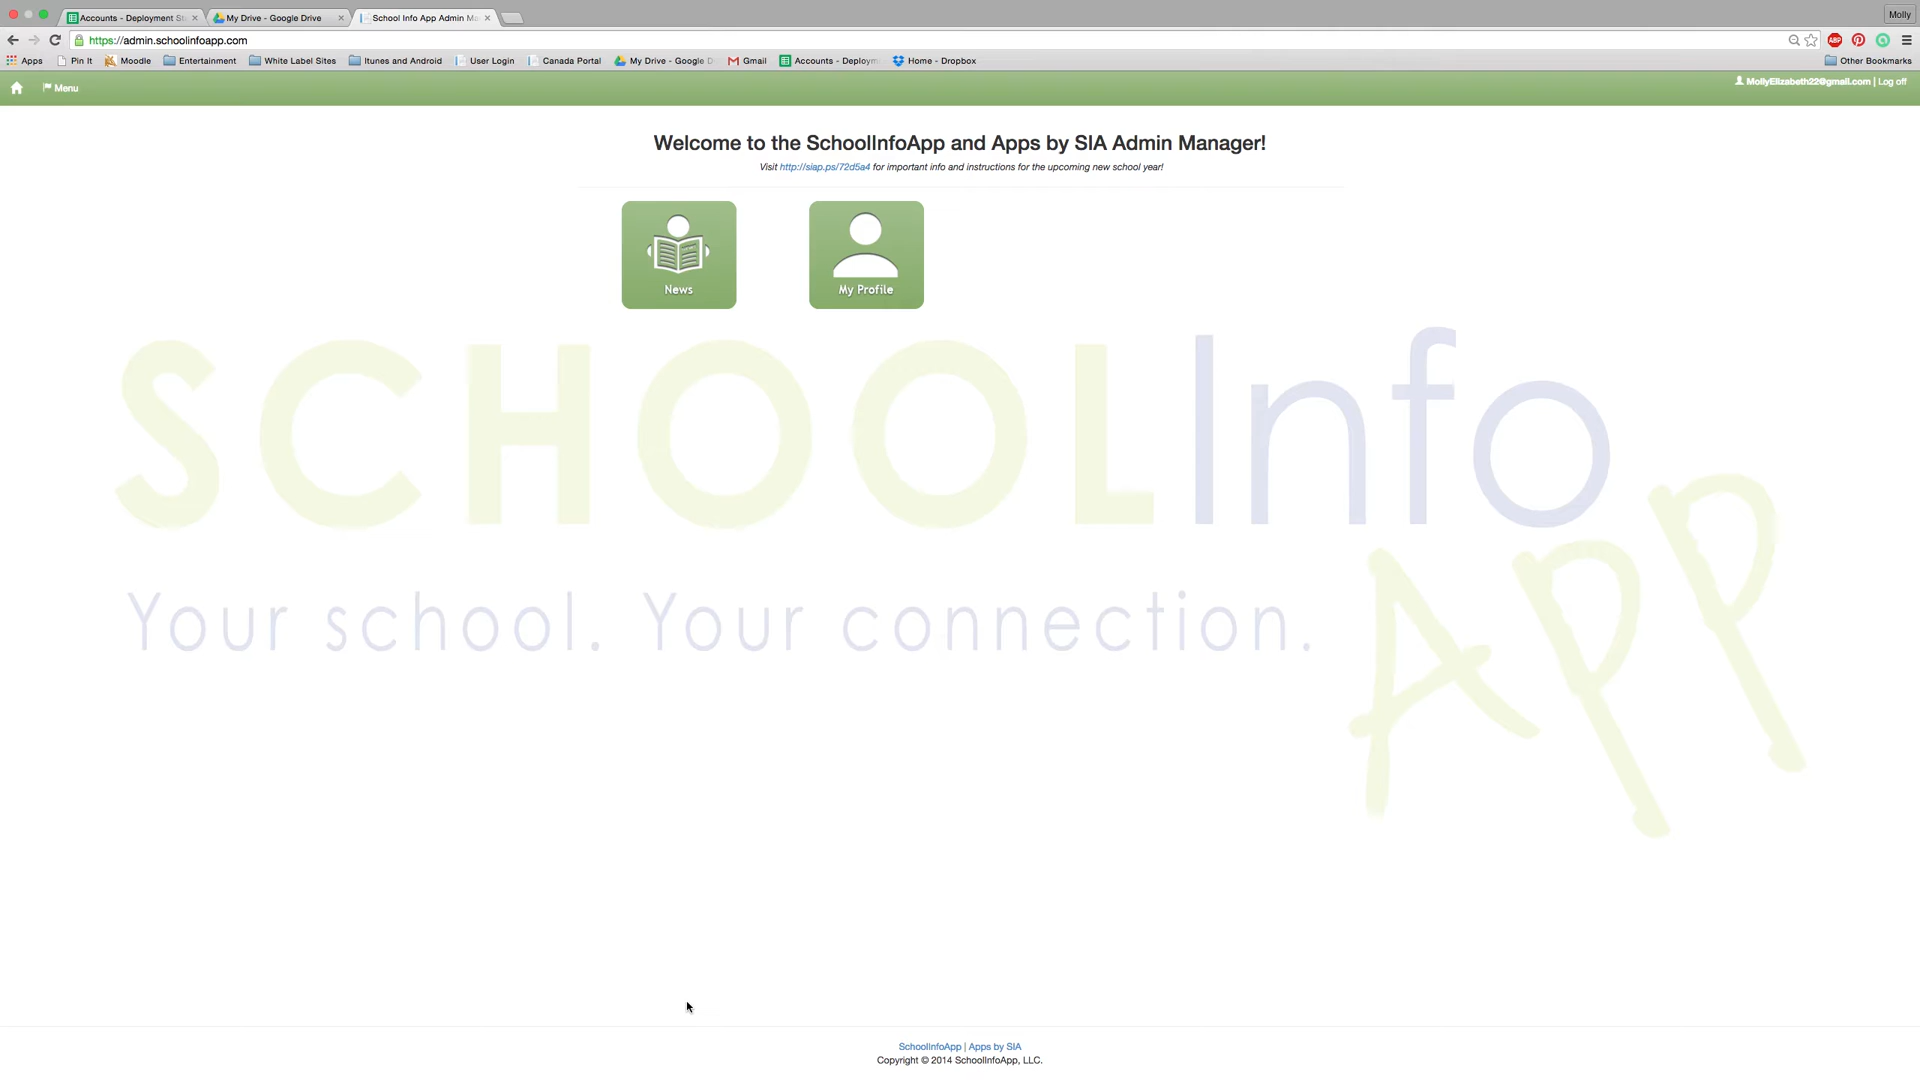 Accounts - Deployment St
My Drive - Google Drive
School Info App Admin Ma
Molly
https://admin.schoolinfoapp.com
ABP
Apps
Pin It
Moodle
Entertainment
White Label Sites
Itunes and Android
User Login
Canada Portal
My Drive - Google D
Gmail
Accounts - Deploym
Home - Dropbox
Other Bookmarks
Menu
MollyElizabeth22@gmail.com | Log off
Welcome to the SchoolInfoApp and Apps by SIA Admin Manager!
Visit http://siap.ps/72d5a4 for important info and instructions for the upcoming new school year!
News
My Profile
SCHOOLInfo
APP
Your school. Your connection.
SchoolInfoApp | Apps by SIA
Copyright © 2014 SchoolInfoApp, LLC.